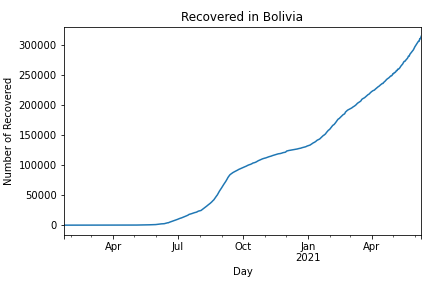 Recovered in Bolivia
Number of Recovered
300000
250000
200000
150000
100000
50000
0
Apr
Jul
Oct
Jan
2021
Apr
Day